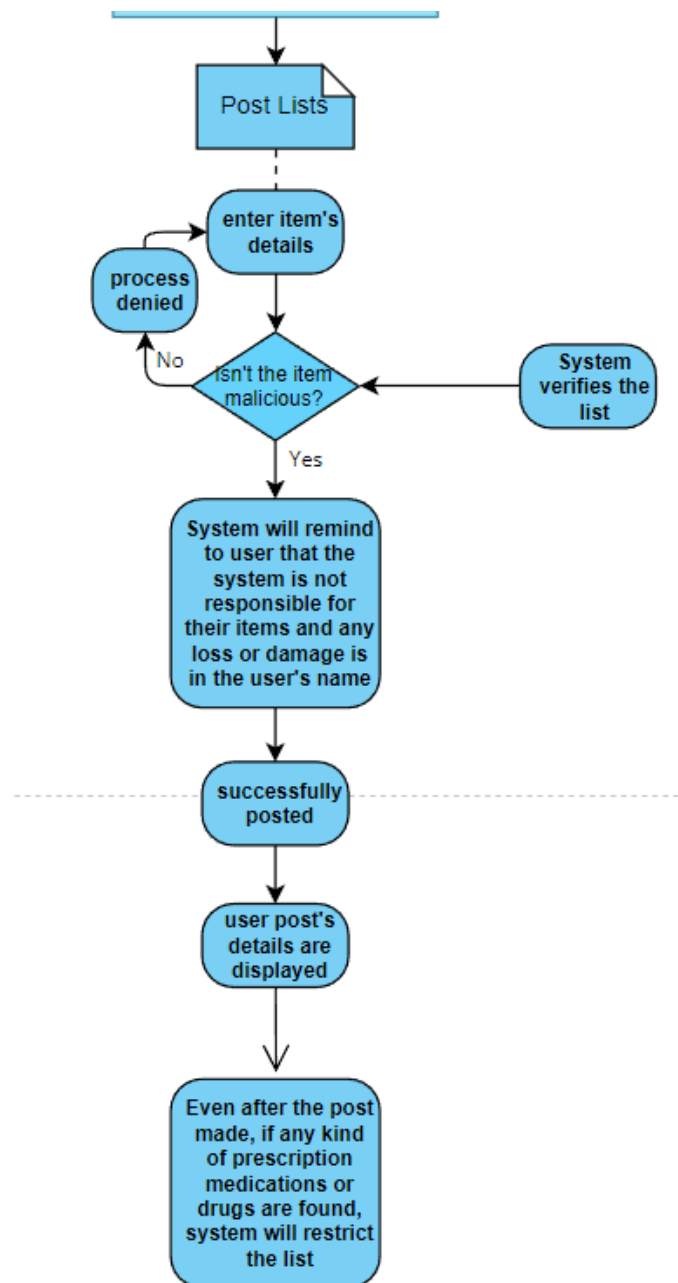 Post Lists
enter item's
details
process
denied
No
Isn't the item
malicious?
System
verifies the
list
Yes
System will remind
to user that the
system is not
responsible for
their items and any
loss or damage is
in the user's name
successfully
posted
user post's
details are
displayed
Even after the post
made, if any kind
of prescription
medications or
drugs are found,
system will restrict
the list